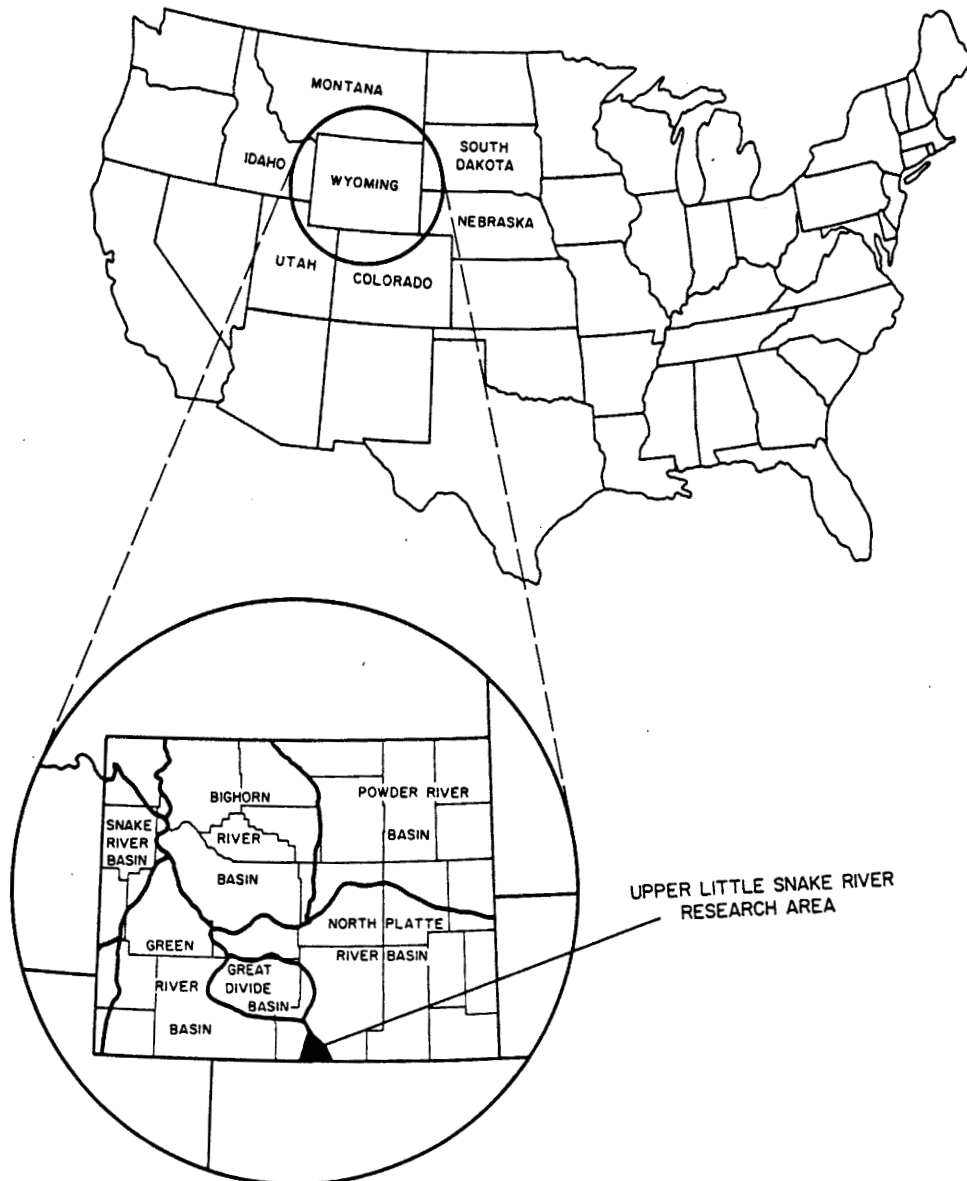 MONTANA
SOUTH
DAKOTA
IDAHO
WYOMING
NEBRASKA
UTAH
COLORADO
BIGHORN
RIVER
BASIN
POWDER RIVER
BASIN
SNAKE
RIVER
BASIN
NORTH PLATTE
RIVER BASIN
GREEN
RIVER
BASIN
GREAT
DIVIDE
BASIN
UPPER LITTLE SNAKE RIVER
RESEARCH AREA